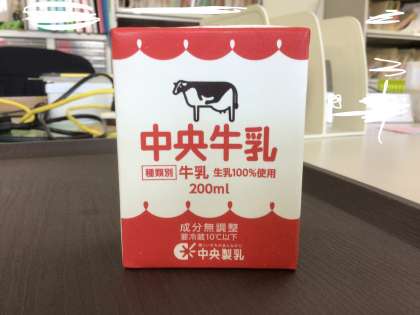 中央牛乳
種類別 牛乳 生乳100%使用
200ml
成分無調整
要冷蔵10℃以下
中央製乳